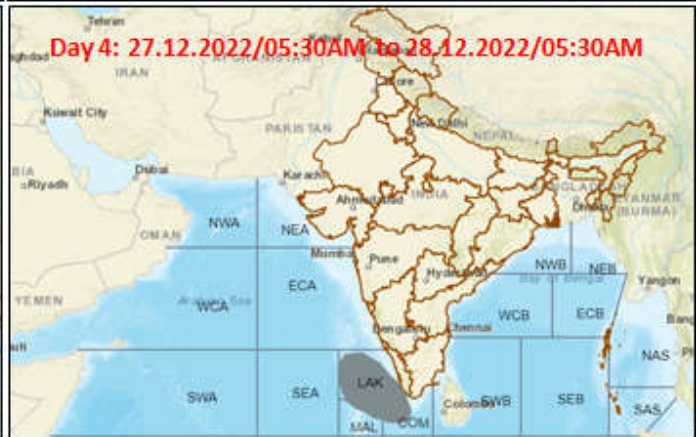 Tehran
Day 4: 27.12.2022/05:30AM to 28.12.2022/05:30AM
IRAN
Kuwait City
PAKISTAN
New Delhi
NEPAL
Dubai
Riyadh
Karachi
Ahmedabad
INDIA
BANGLADESH
Dhaka
MYANMAR
(BURMA)
OMAN
NWA
NEA
Mumbai
Pune
Hyderabad
NWB
NEB
Bay of Bengal
Yangon
YEMEN
Arabian Sea
WCA
ECA
WCB
ECB
Bengaluru
Chennai
NAS
SWA
SEA
LAK
Colombo
SWB
SEB
SAS
MAL
COM